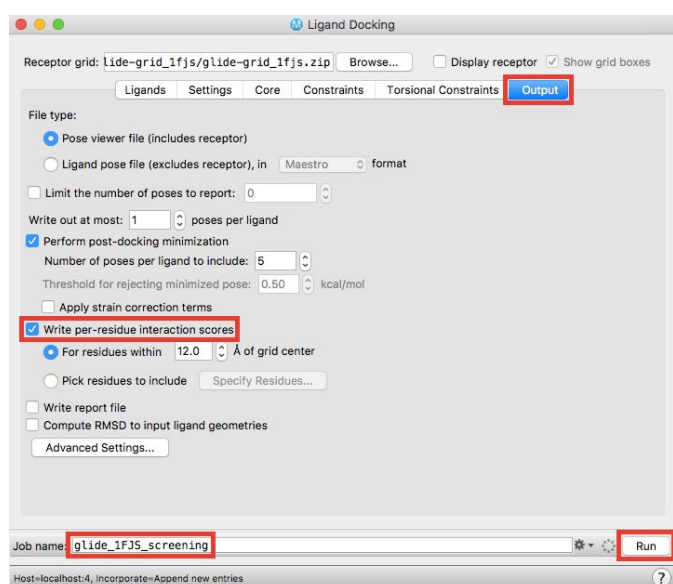 Ligand Docking
Receptor grid: lide-grid_1fjs/glide-grid_1fjs.zip Browse... Display receptor Show grid boxes
Ligands Settings Core Constraints Torsional Constraints Output
File type:
Pose viewer file (includes receptor)
Ligand pose file (excludes receptor), in Maestro format
Limit the number of poses to report: 0
Write out at most: 1 poses per ligand
Perform post-docking minimization
Number of poses per ligand to include: 5
Threshold for rejecting minimized pose: 0.50 kcal/mol
Apply strain correction terms
Write per-residue interaction scores
For residues within 12.0 Å of grid center
Pick residues to include Specify Residues...
Write report file
Compute RMSD to input ligand geometries
Advanced Settings...
Job name: glide_1FJS_screening Run
Host=localhost:4, Incorporate=Append new entries ?